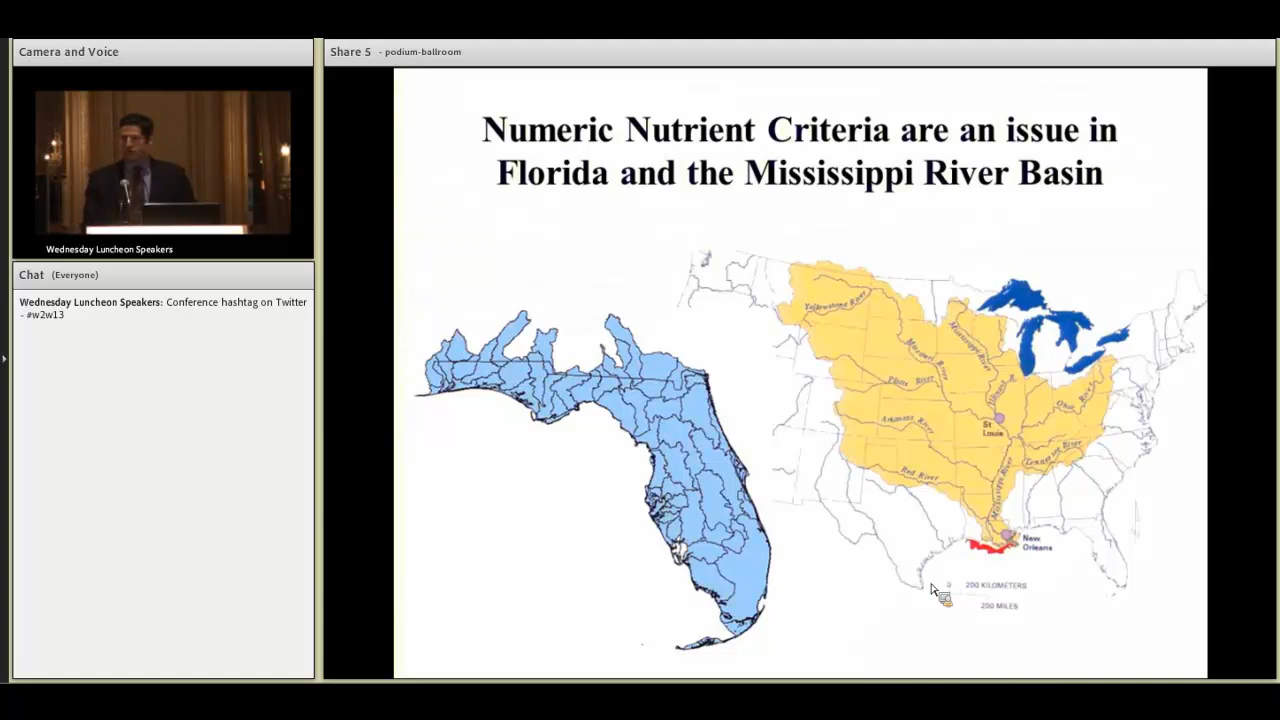 Camera and Voice
Share 5 - podium-ballroom
Wednesday Luncheon Speakers
Chat (Everyone)
Wednesday Luncheon Speakers: Conference hashtag on Twitter
- #w2w13
Numeric Nutrient Criteria are an issue in
Florida and the Mississippi River Basin
Yellowstone River
Missouri River
Mississippi River
Platte River
Illinois R
Ohio River
Arkansas River
St
Louis
Tennessee River
Red River
Mississippi River
New
Orleans
0 200 KILOMETERS
200 MILES